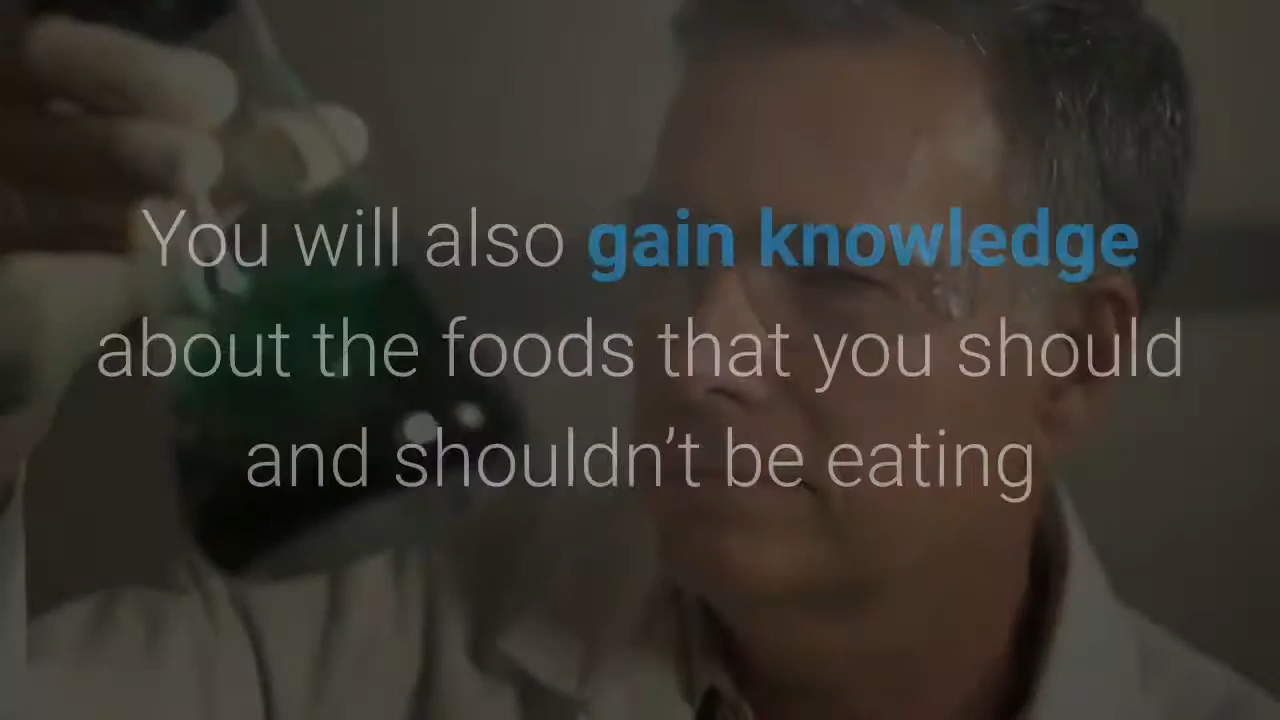 You will also gain knowledge
about the foods that you should
and shouldn’t be eating